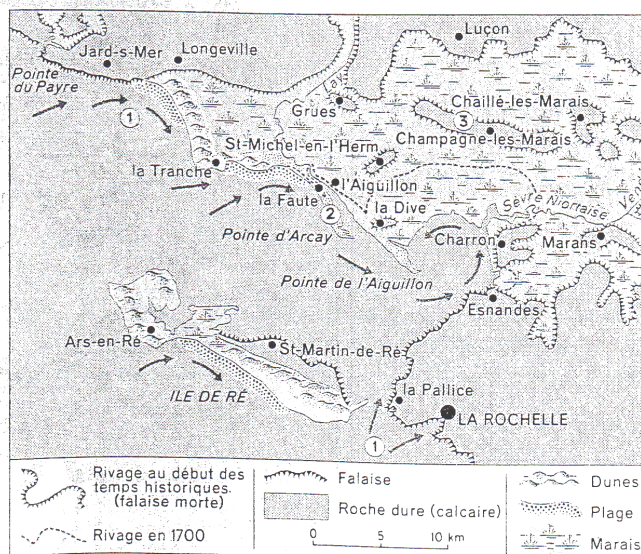 Luçon
Jard-s-Mer
Longeville
Pointe
du Payre
Lay
Chaillé-les-Marais
Grues
3
1
Champagne-les-Marais
St-Michel-en-l'Herm
la Tranche
l'Aiguillon
la Faute
la Dive
Sèvre Niortaise
2
Pointe d'Arcay
Charron
Marans
Pointe de l'Aiguillon
Esnandes
Ars-en-Ré
St-Martin-de-Ré
ILE DE RÉ
la Pallice
LA ROCHELLE
1
Rivage au début des
temps historiques.
(falaise morte)
Rivage en 1700
Falaise
Roche dure (calcaire)
0 5 10 km
Dunes
Plage
Marais